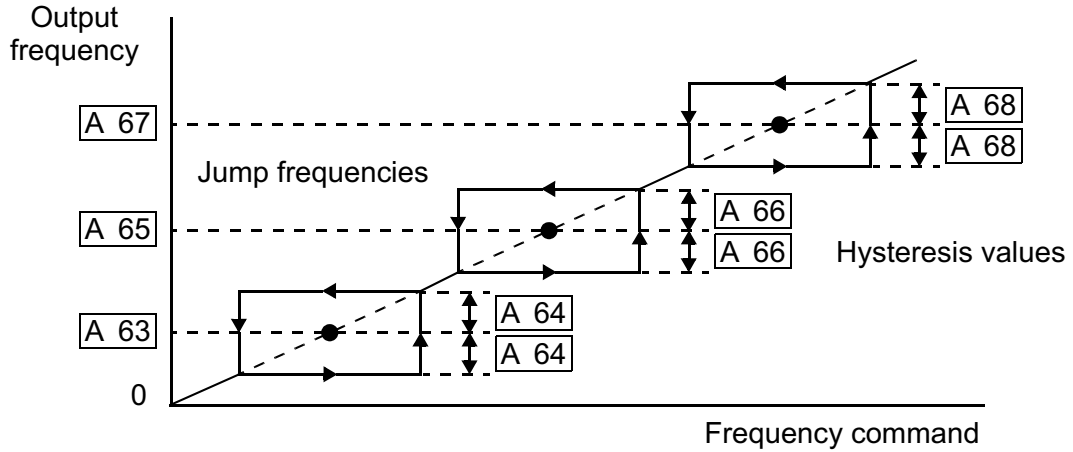 Output
frequency
A 67
A 68
A 68
Jump frequencies
A 65
A 66
A 66
Hysteresis values
A 63
A 64
A 64
0
Frequency command